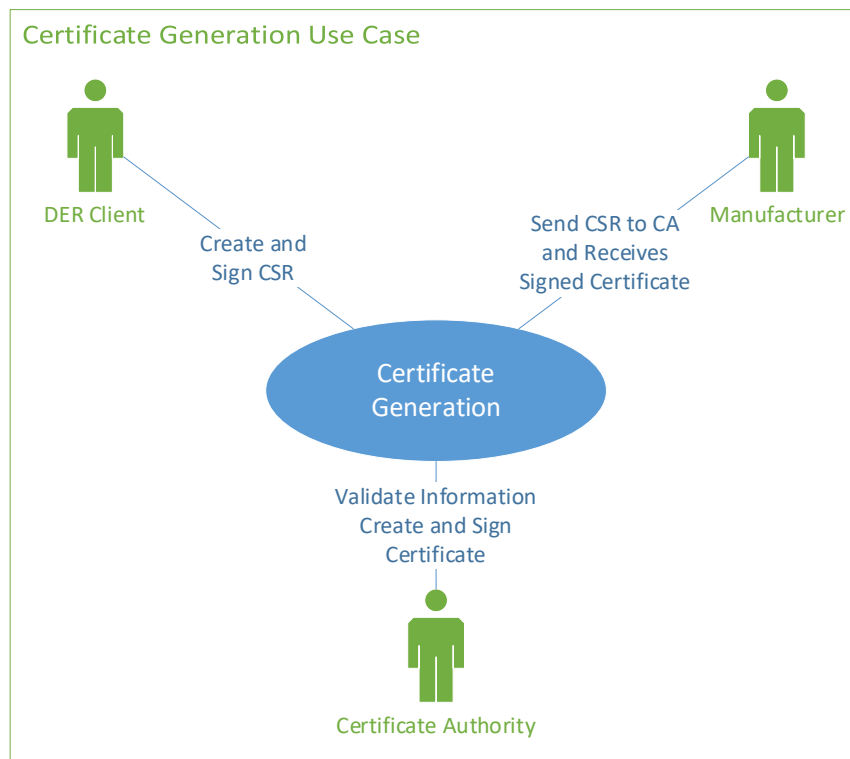 Certificate Generation Use Case
DER Client
Manufacturer
Create and
Sign CSR
Send CSR to CA
and Receives
Signed Certificate
Certificate
Generation
Validate Information
Create and Sign
Certificate
Certificate Authority